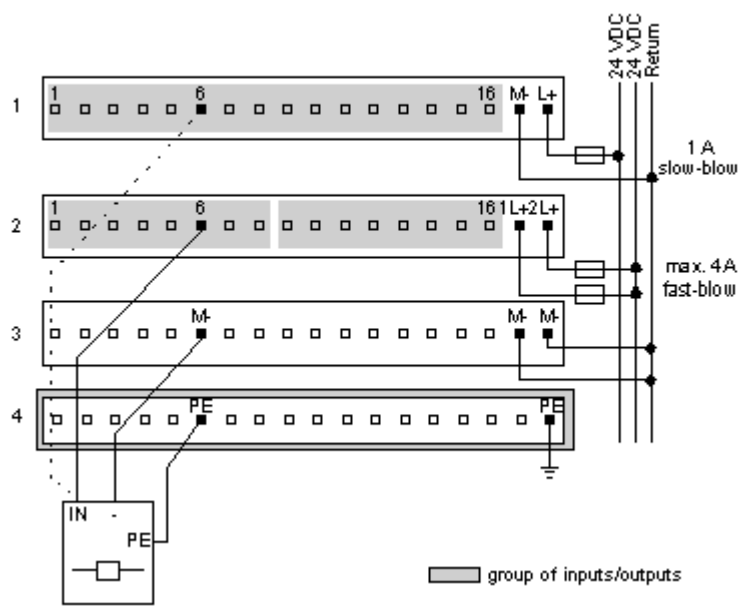 24 VDC
24 VDC
Return
1 6 16 M- L+
1
1 A
slow-blow
1 6 16 1L+2L+
2
max. 4A
fast-blow
M- M- M-
3
PE PE
4
IN -
PE
group of inputs/outputs